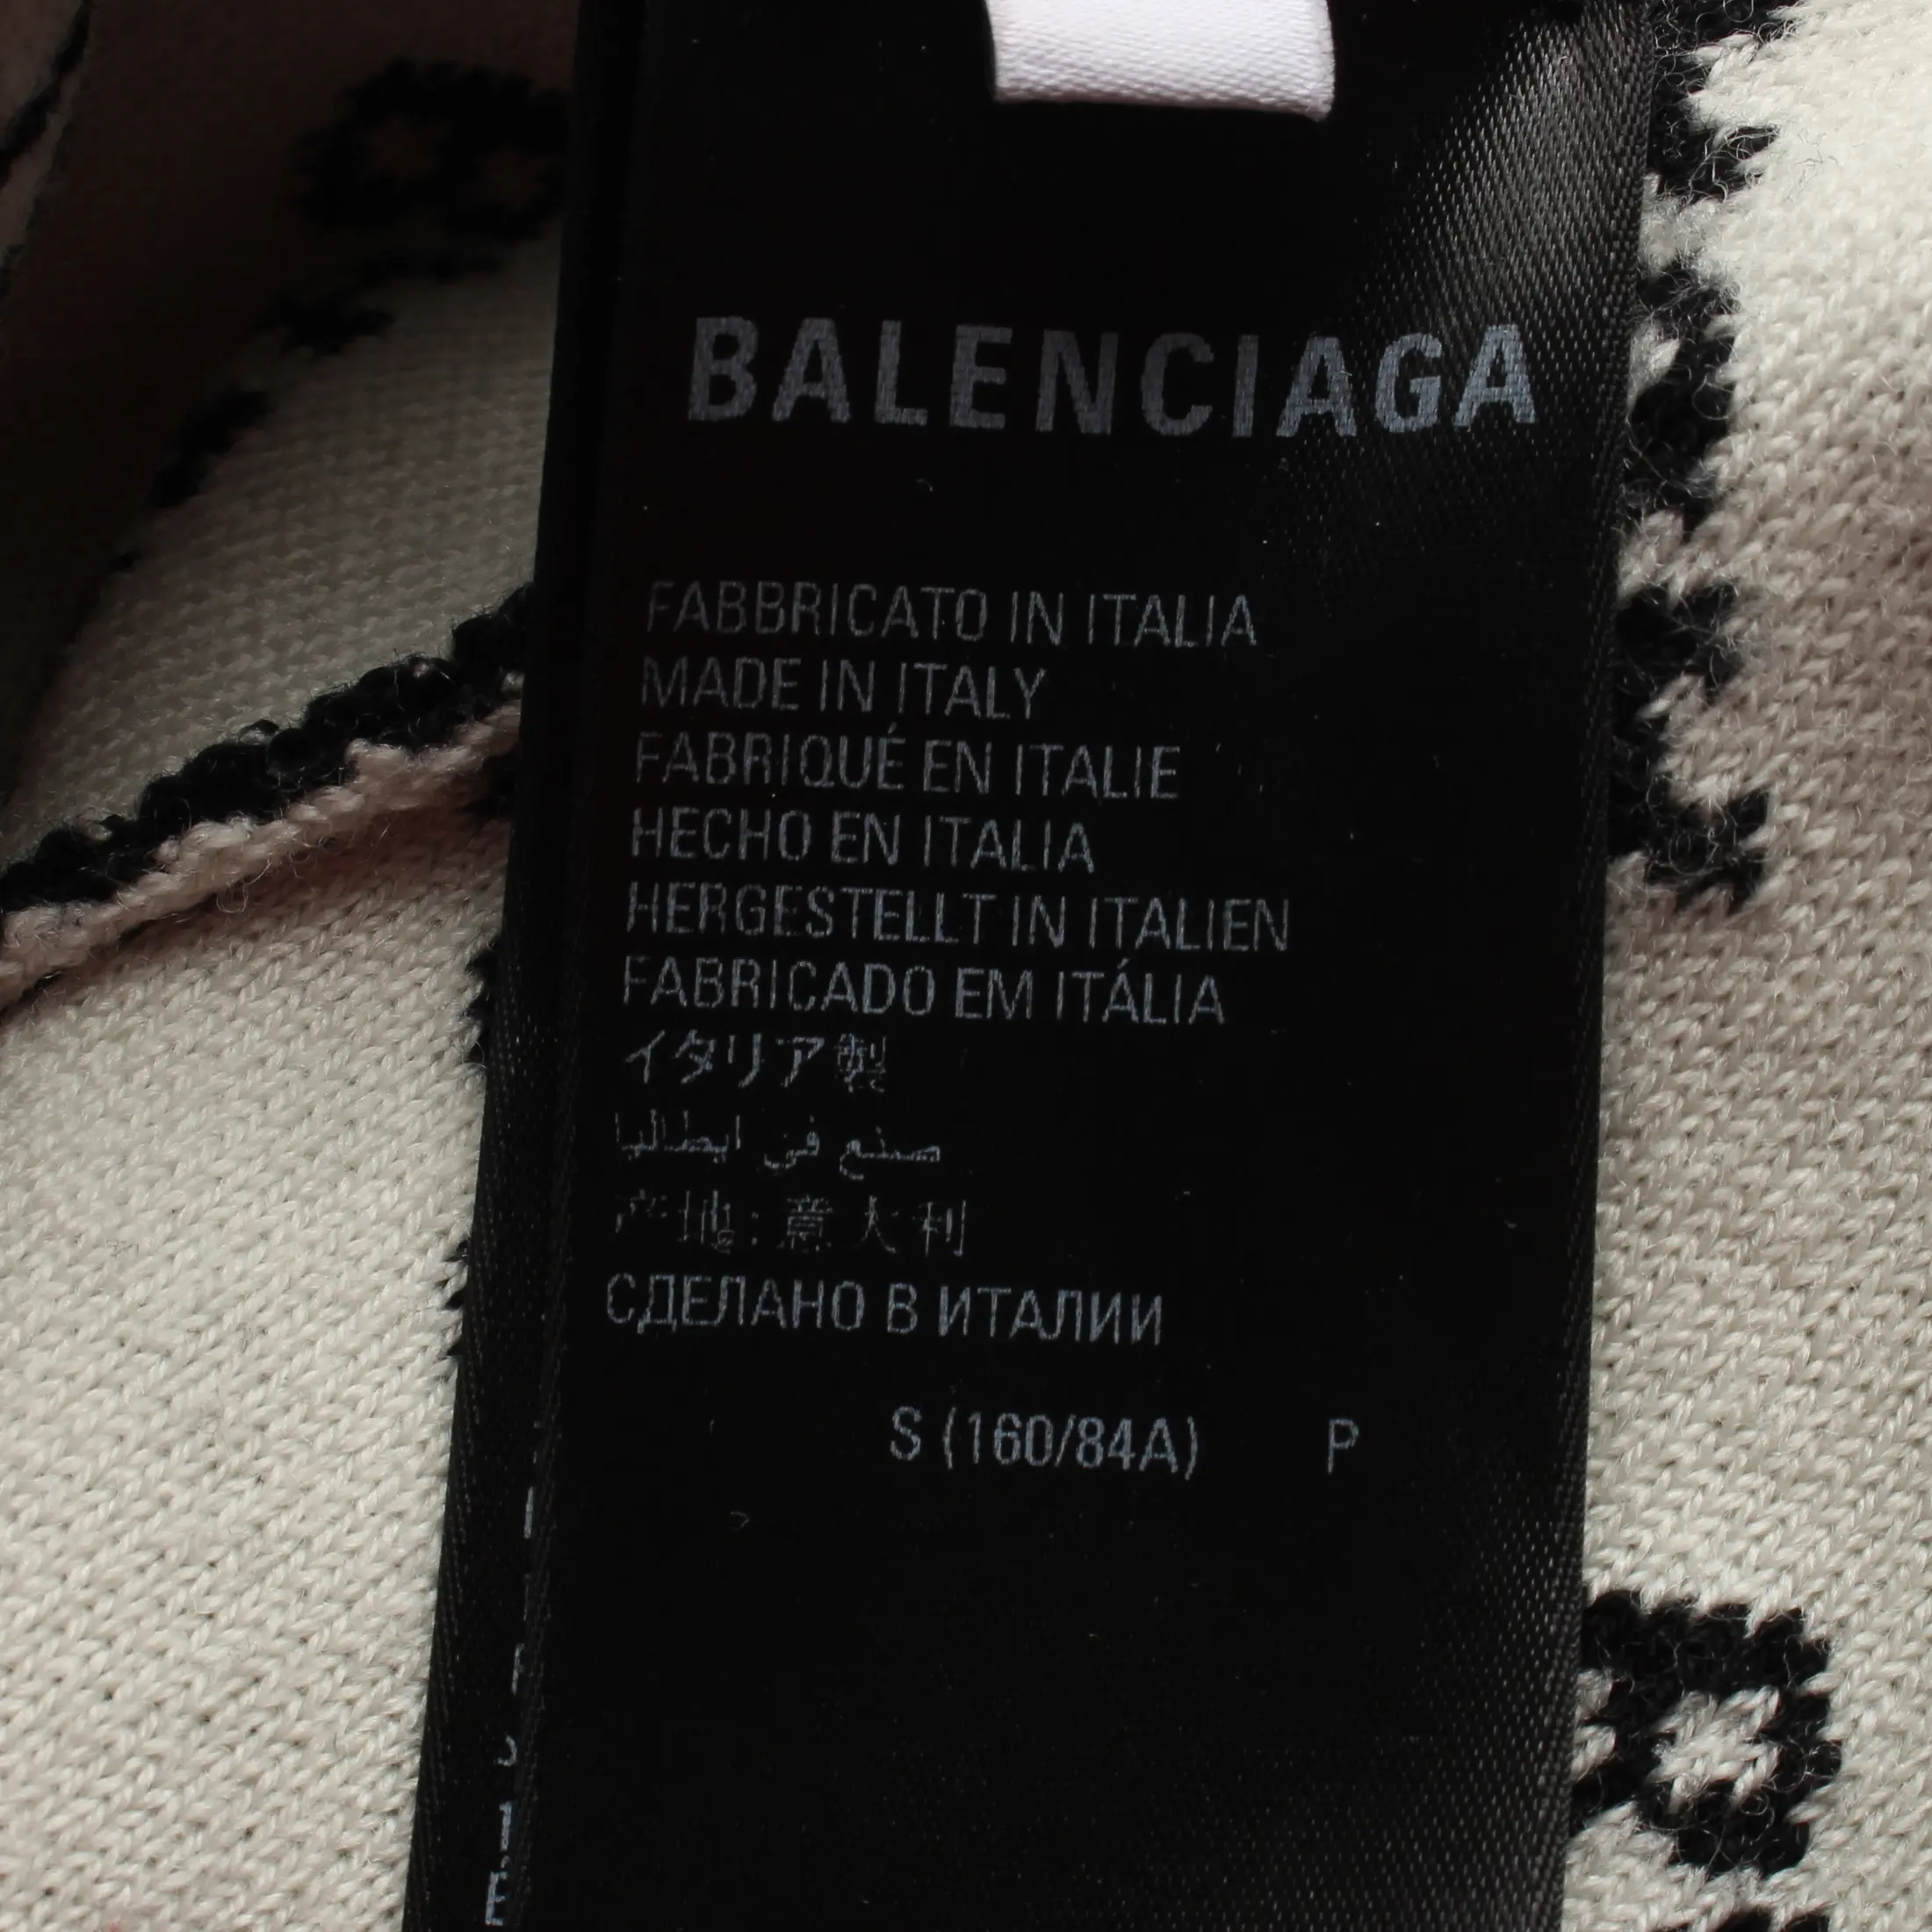 BALENCIAGA
FABBRICATO IN ITALIA
MADE IN ITALY
FABRIQUÉ EN ITALIE
HECHO EN ITALIA
HERGESTELLT IN ITALIEN
FABRICADO EM ITÁLIA
イタリア製
صنع في ايطاليا
产地: 意大利
СДЕЛАНО В ИТАЛИИ
S (160/84A) P